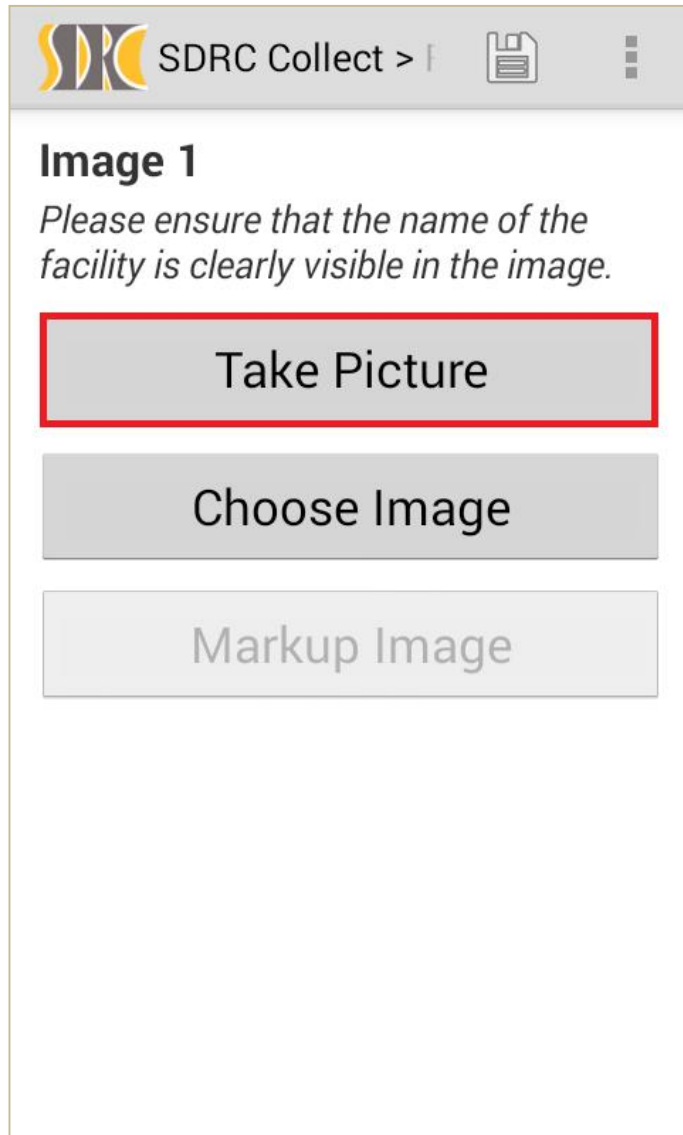 SDRC SDRC Collect >
Image 1
Please ensure that the name of the
facility is clearly visible in the image.
Take Picture
Choose Image
Markup Image